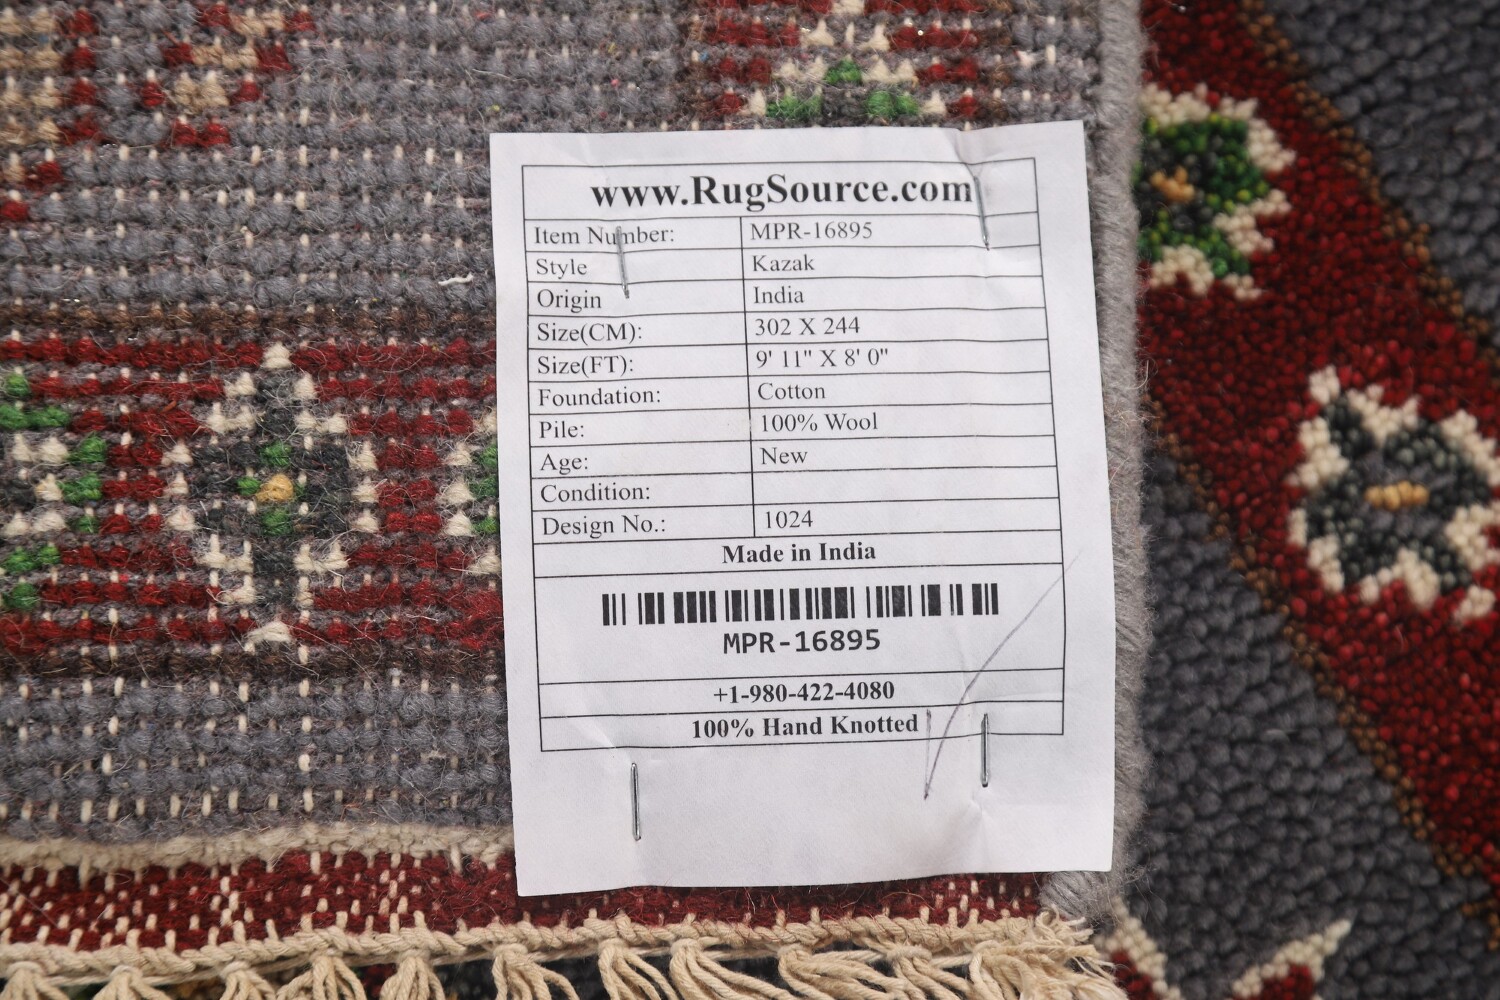 www.RugSource.com
Item Number: MPR-16895
Style Kazak
Origin India
Size(CM): 302 X 244
Size(FT): 9' 11" X 8' 0"
Foundation: Cotton
Pile: 100% Wool
Age: New
Condition:
Design No.: 1024
Made in India
MPR-16895
+1-980-422-4080
100% Hand Knotted